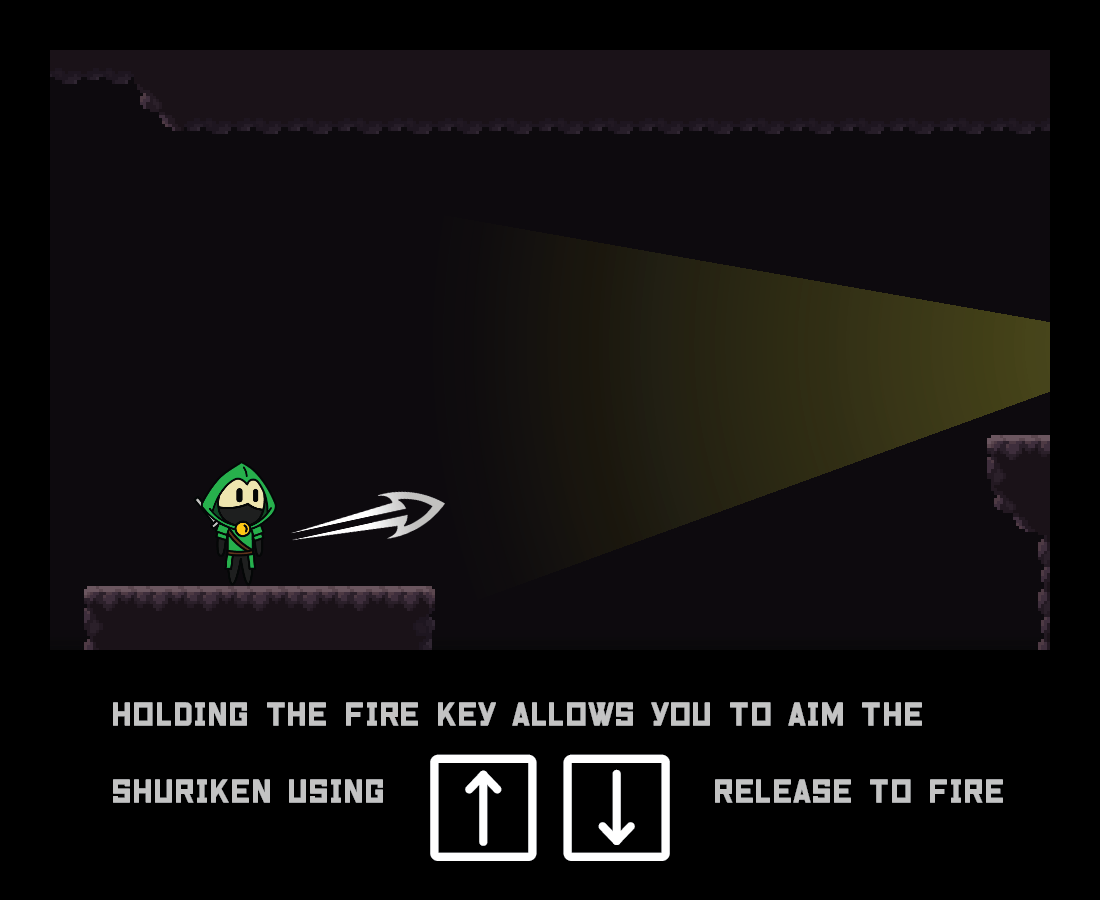 HOLDING THE FIRE KEY ALLOWS YOU TO AIM THE
SHURIKEN USING ↑ ↓ RELEASE TO FIRE